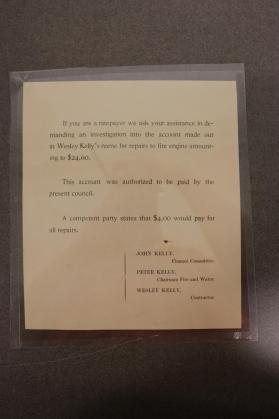 If you are a ratepayer we ask your assistance in de-
manding an investigation into the account made out
in Wesley Kelly's name for repairs to fire engine amount-
ing to $24.00.
This account was authorized to be paid by the
present council.
A competent party states that $4.00 would pay for
all repairs.
JOHN KELLY,
Finance Committee.
PETER KELLY,
Chairman Fire and Water.
WESLEY KELLY,
Contractor